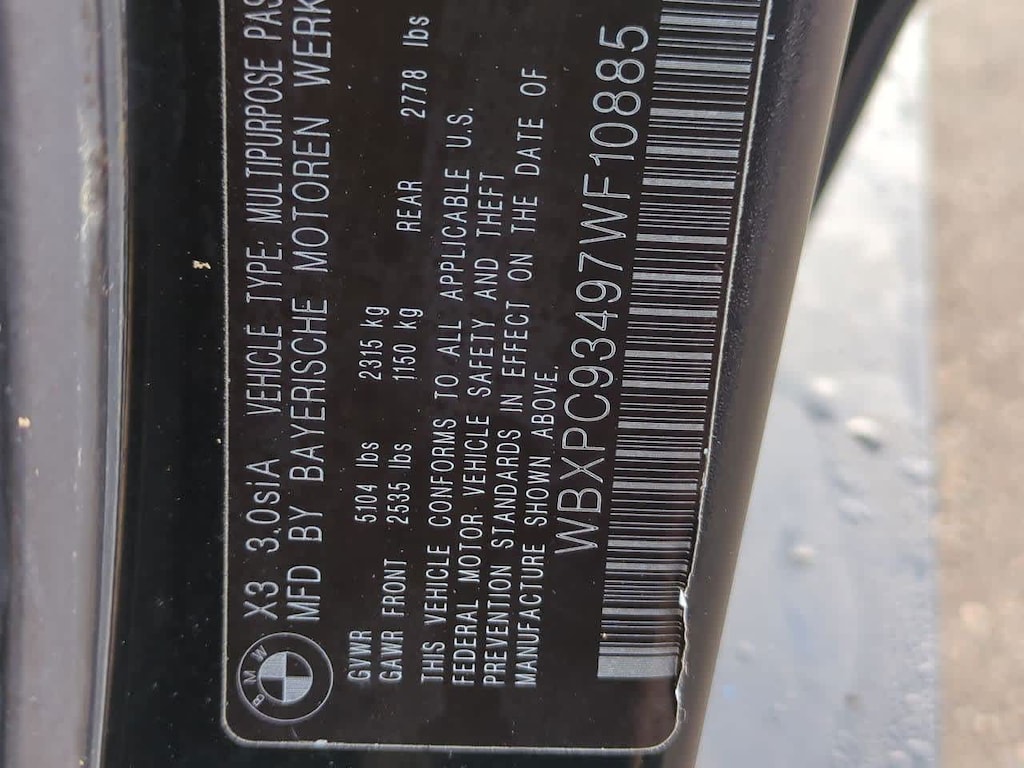 BMW
X3 3.0siA VEHICLE TYPE: MULTIPURPOSE
MFD BY BAYERISCHE MOTOREN
GVWR 5104 lbs 2315 kg
GAWR FRONT 2535 lbs 1150 kg REAR 2778 lbs
THIS VEHICLE CONFORMS TO ALL APPLICABLE U.S.
FEDERAL MOTOR VEHICLE SAFETY AND THEFT
PREVENTION STANDARDS IN EFFECT ON THE DATE OF
MANUFACTURE SHOWN ABOVE.
WBXPC93497WF10885